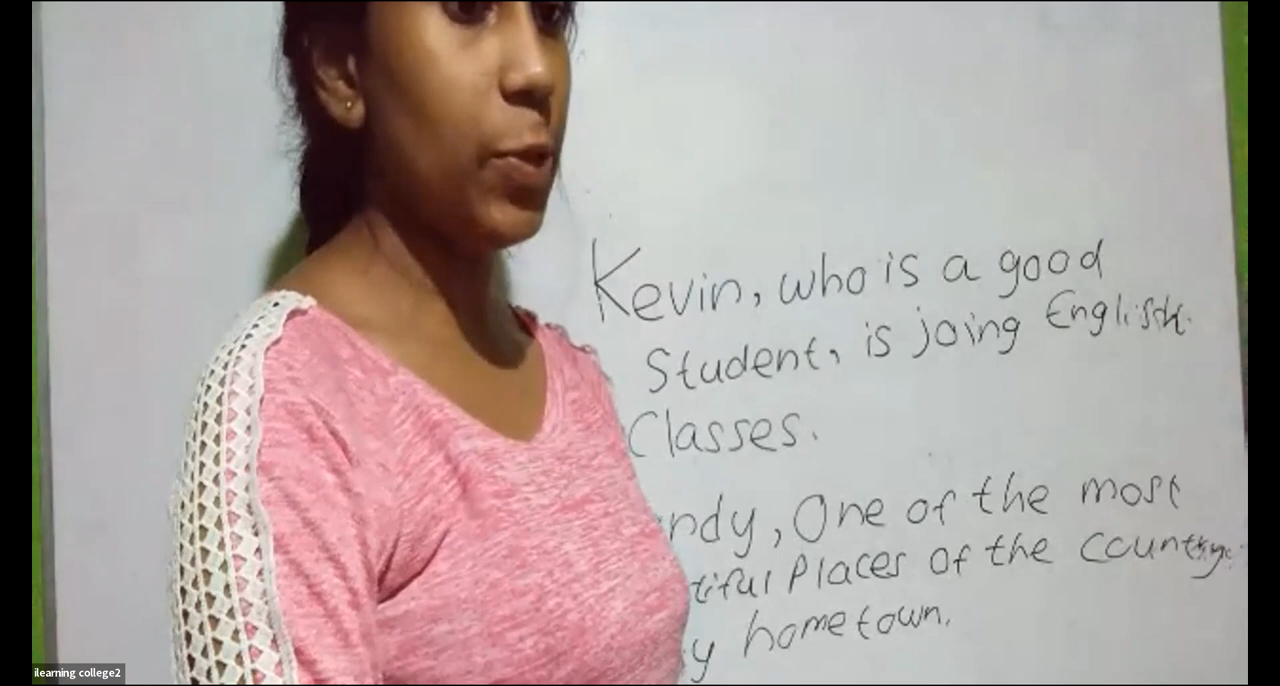 Kevin, who is a good
Student, is joing English
Classes.
ndy, One of the most
tiful Places of the country
y hometown.
ilearning college2